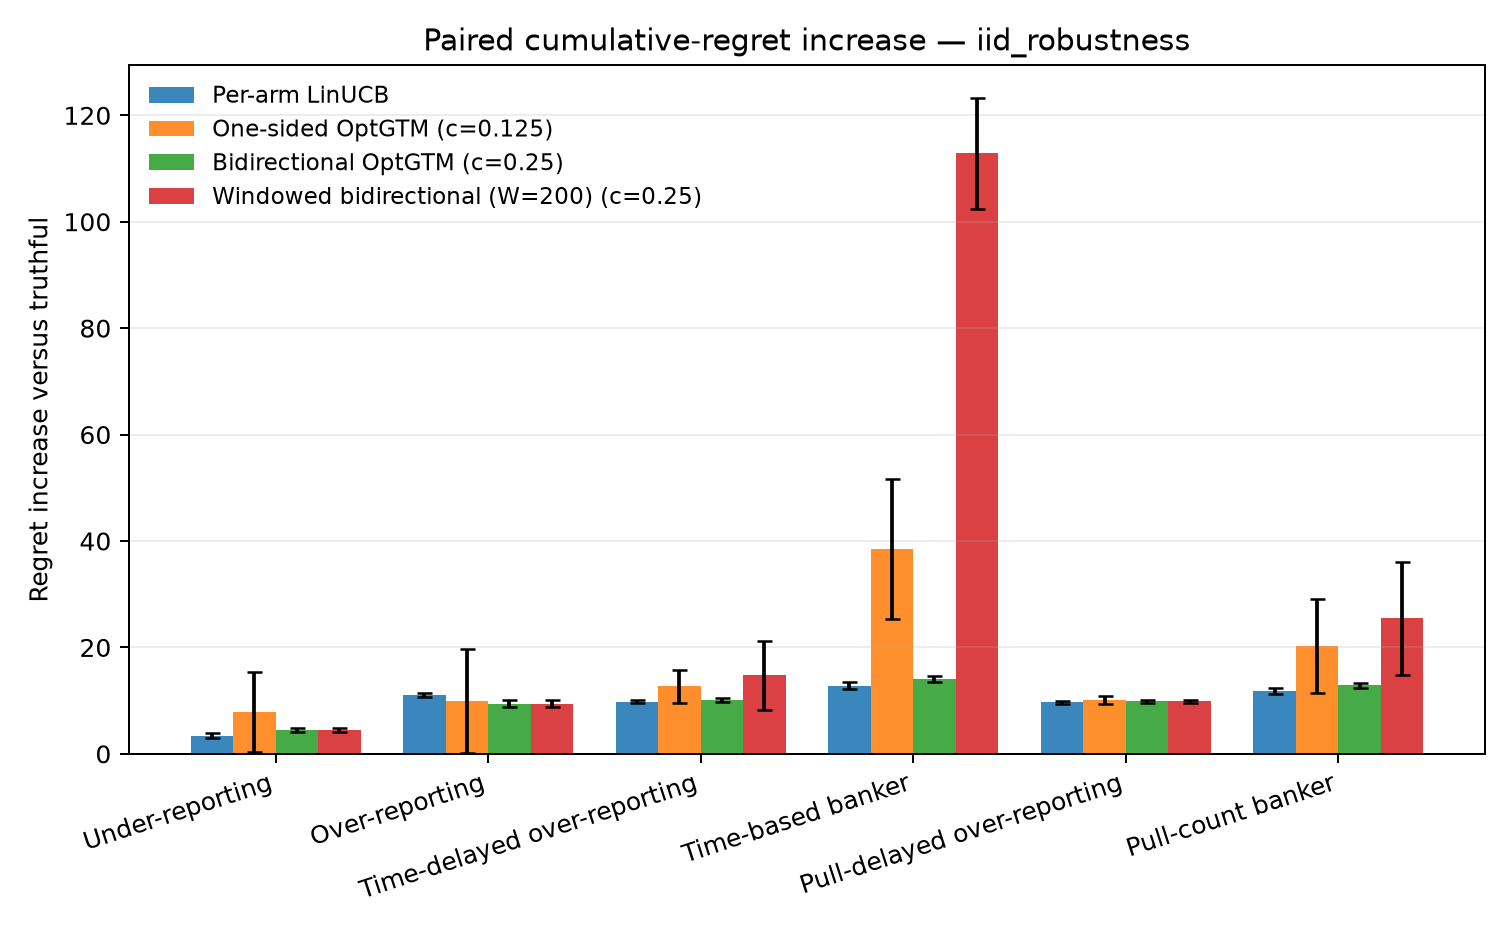 Paired cumulative-regret increase — iid_robustness
Per-arm LinUCB
One-sided OptGTM (c=0.125)
Bidirectional OptGTM (c=0.25)
Windowed bidirectional (W=200) (c=0.25)
Regret increase versus truthful
120
100
80
60
40
20
0
Under-reporting
Over-reporting
Time-delayed over-reporting
Time-based banker
Pull-delayed over-reporting
Pull-count banker